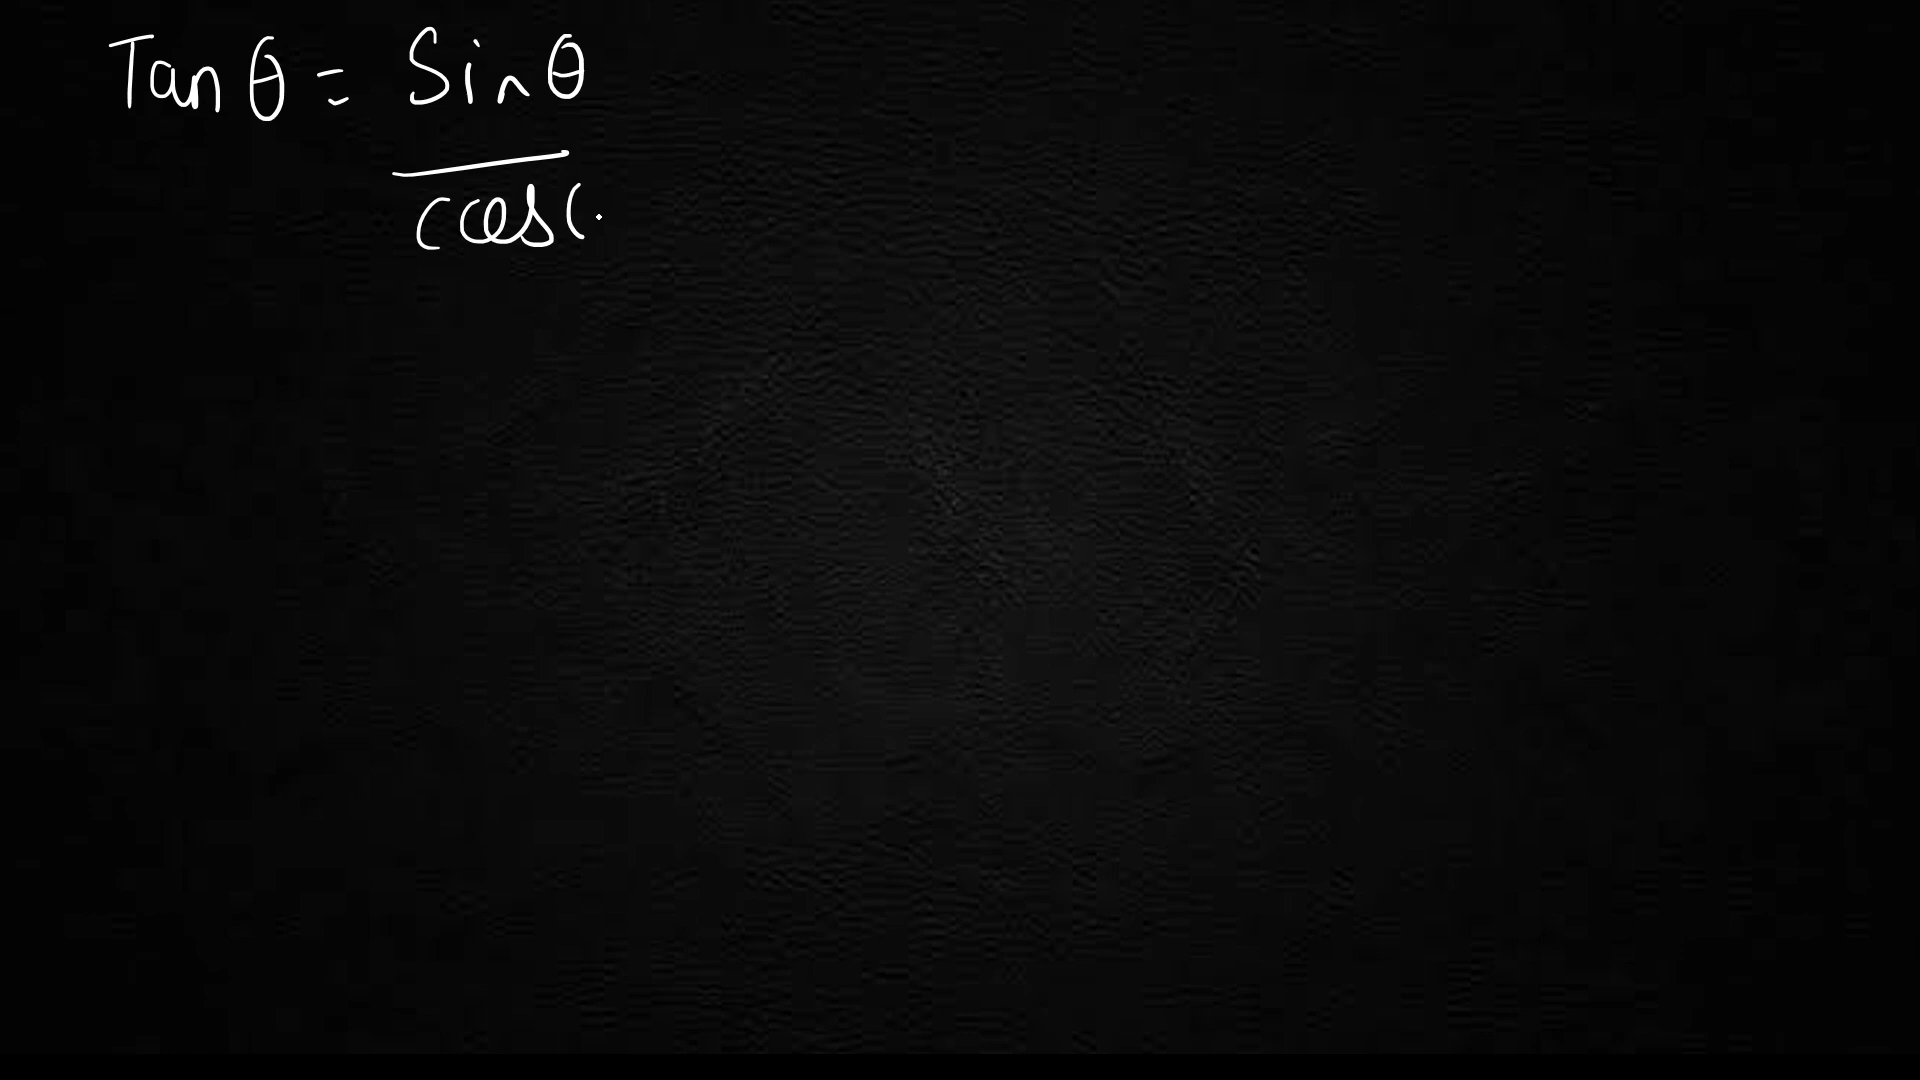 Tan θ = Sin θ
cos